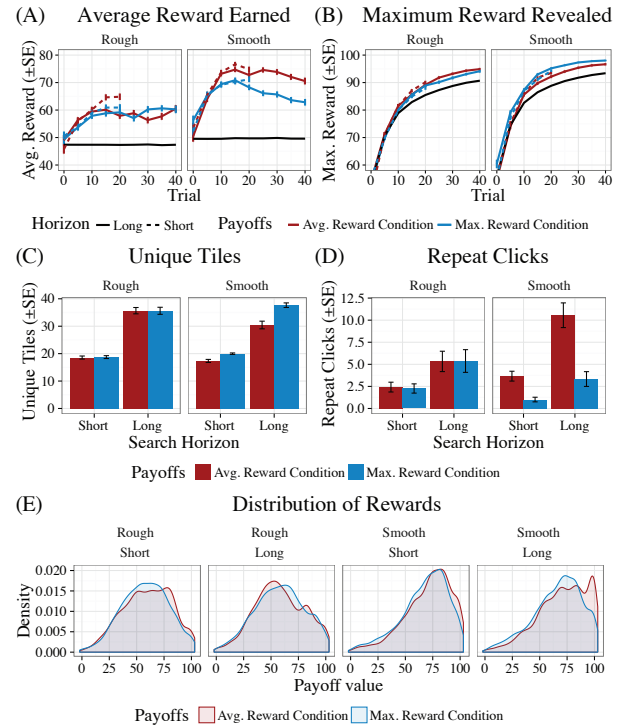 (A) Average Reward Earned
Rough Smooth
Avg. Reward (±SE)
80
70
60
50
40
0 10 20 30 40 0 10 20 30 40
Trial
(B) Maximum Reward Revealed
Rough Smooth
Max. Reward (±SE)
100
90
80
70
60
0 10 20 30 40 0 10 20 30 40
Trial
Horizon Long Short Payoffs Avg. Reward Condition Max. Reward Condition
(C) Unique Tiles
Rough Smooth
Unique Tiles (±SE)
40
30
20
10
0
Short Long Short Long
Search Horizon
(D) Repeat Clicks
Rough Smooth
Repeat Clicks (±SE)
12.5
10.0
7.5
5.0
2.5
0.0
Short Long Short Long
Search Horizon
Payoffs Avg. Reward Condition Max. Reward Condition
(E) Distribution of Rewards
Rough Rough Smooth Smooth
Short Long Short Long
Density
0.020
0.015
0.010
0.005
0.000
0 25 50 75 100 0 25 50 75 100 0 25 50 75 100 0 25 50 75 100
Payoff value
Payoffs Avg. Reward Condition Max. Reward Condition